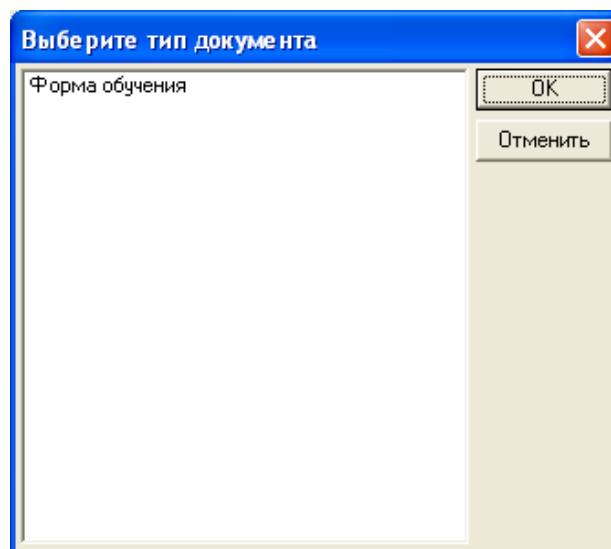 Выберите тип документа
Форма обучения
OK
Отменить